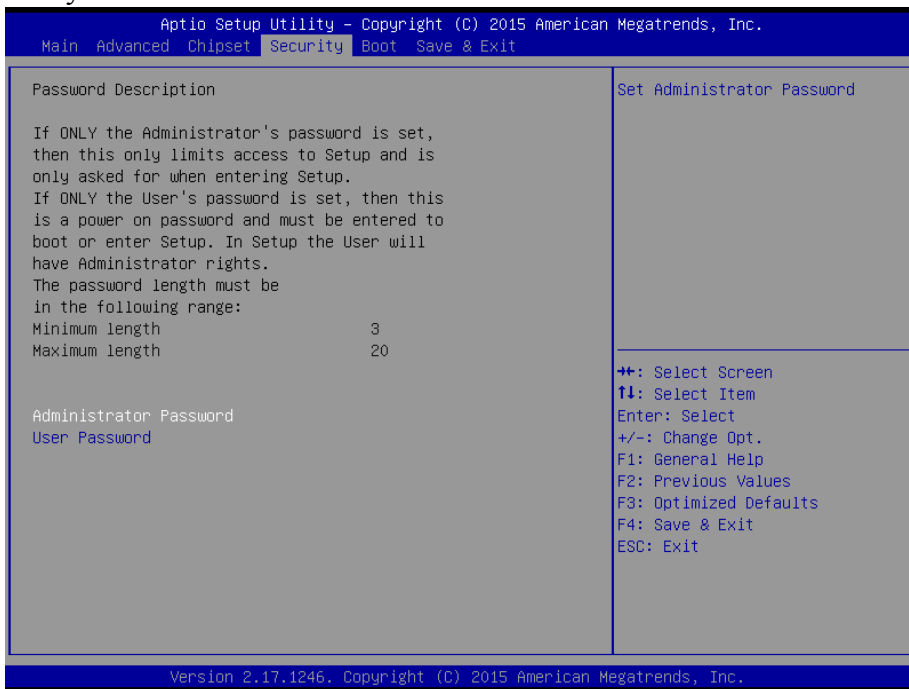 Aptio Setup Utility – Copyright (C) 2015 American Megatrends, Inc.
Main Advanced Chipset Security Boot Save & Exit
Password Description
If ONLY the Administrator's password is set,
then this only limits access to Setup and is
only asked for when entering Setup.
If ONLY the User's password is set, then this
is a power on password and must be entered to
boot or enter Setup. In Setup the User will
have Administrator rights.
The password length must be
in the following range:
Minimum length 3
Maximum length 20
Administrator Password
User Password
Set Administrator Password
→←: Select Screen
↑↓: Select Item
Enter: Select
+/-: Change Opt.
F1: General Help
F2: Previous Values
F3: Optimized Defaults
F4: Save & Exit
ESC: Exit
Version 2.17.1246. Copyright (C) 2015 American Megatrends, Inc.